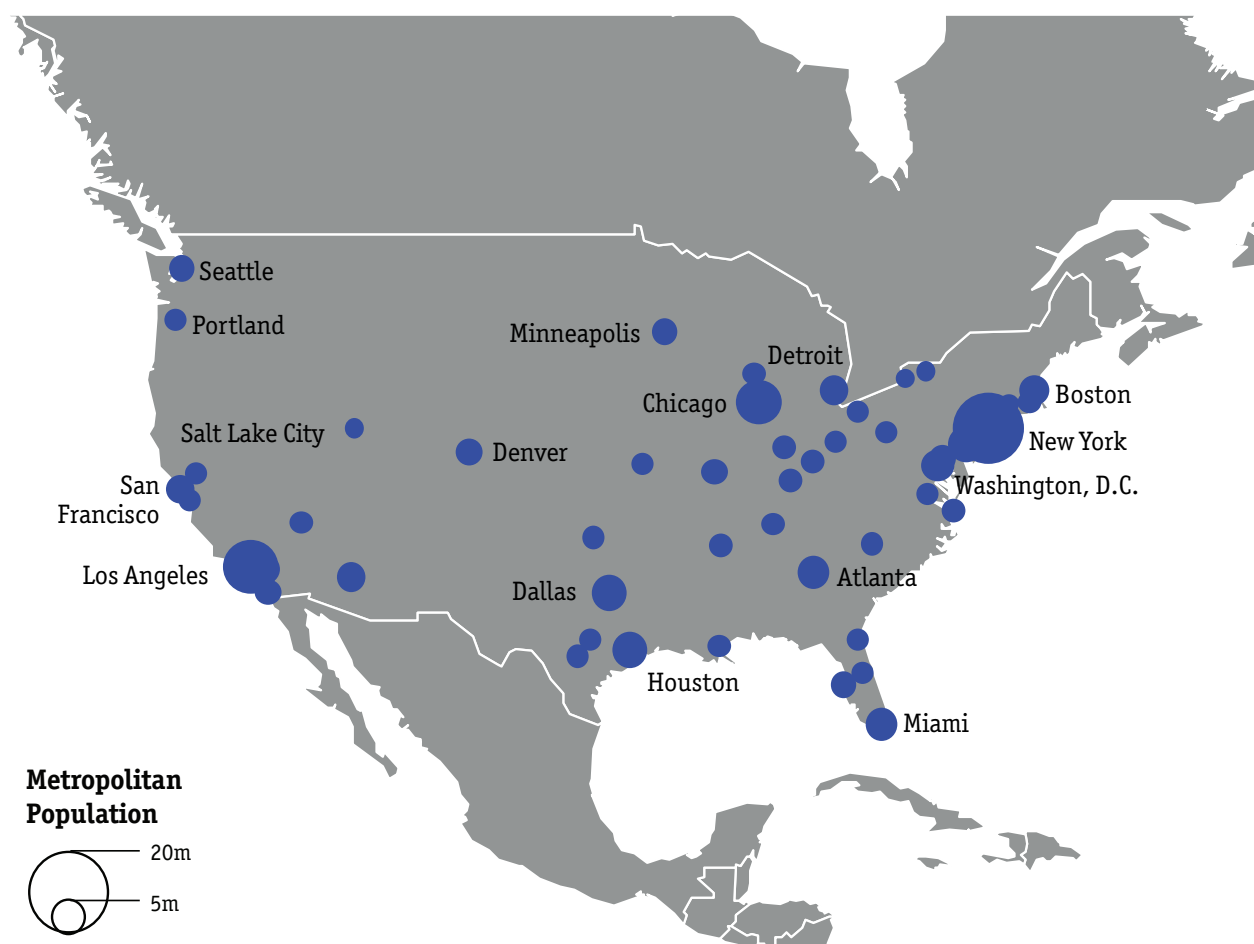 Seattle
Portland
Minneapolis
Detroit
Boston
Chicago
Salt Lake City
New York
Denver
San
Francisco
Washington, D.C.
Los Angeles
Atlanta
Dallas
Houston
Miami
Metropolitan
Population
20m
5m